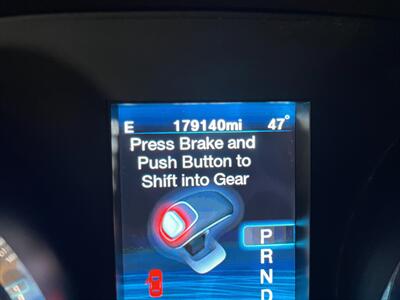 E 179140mi 47°
Press Brake and
Push Button to
Shift into Gear
P
R
N
D